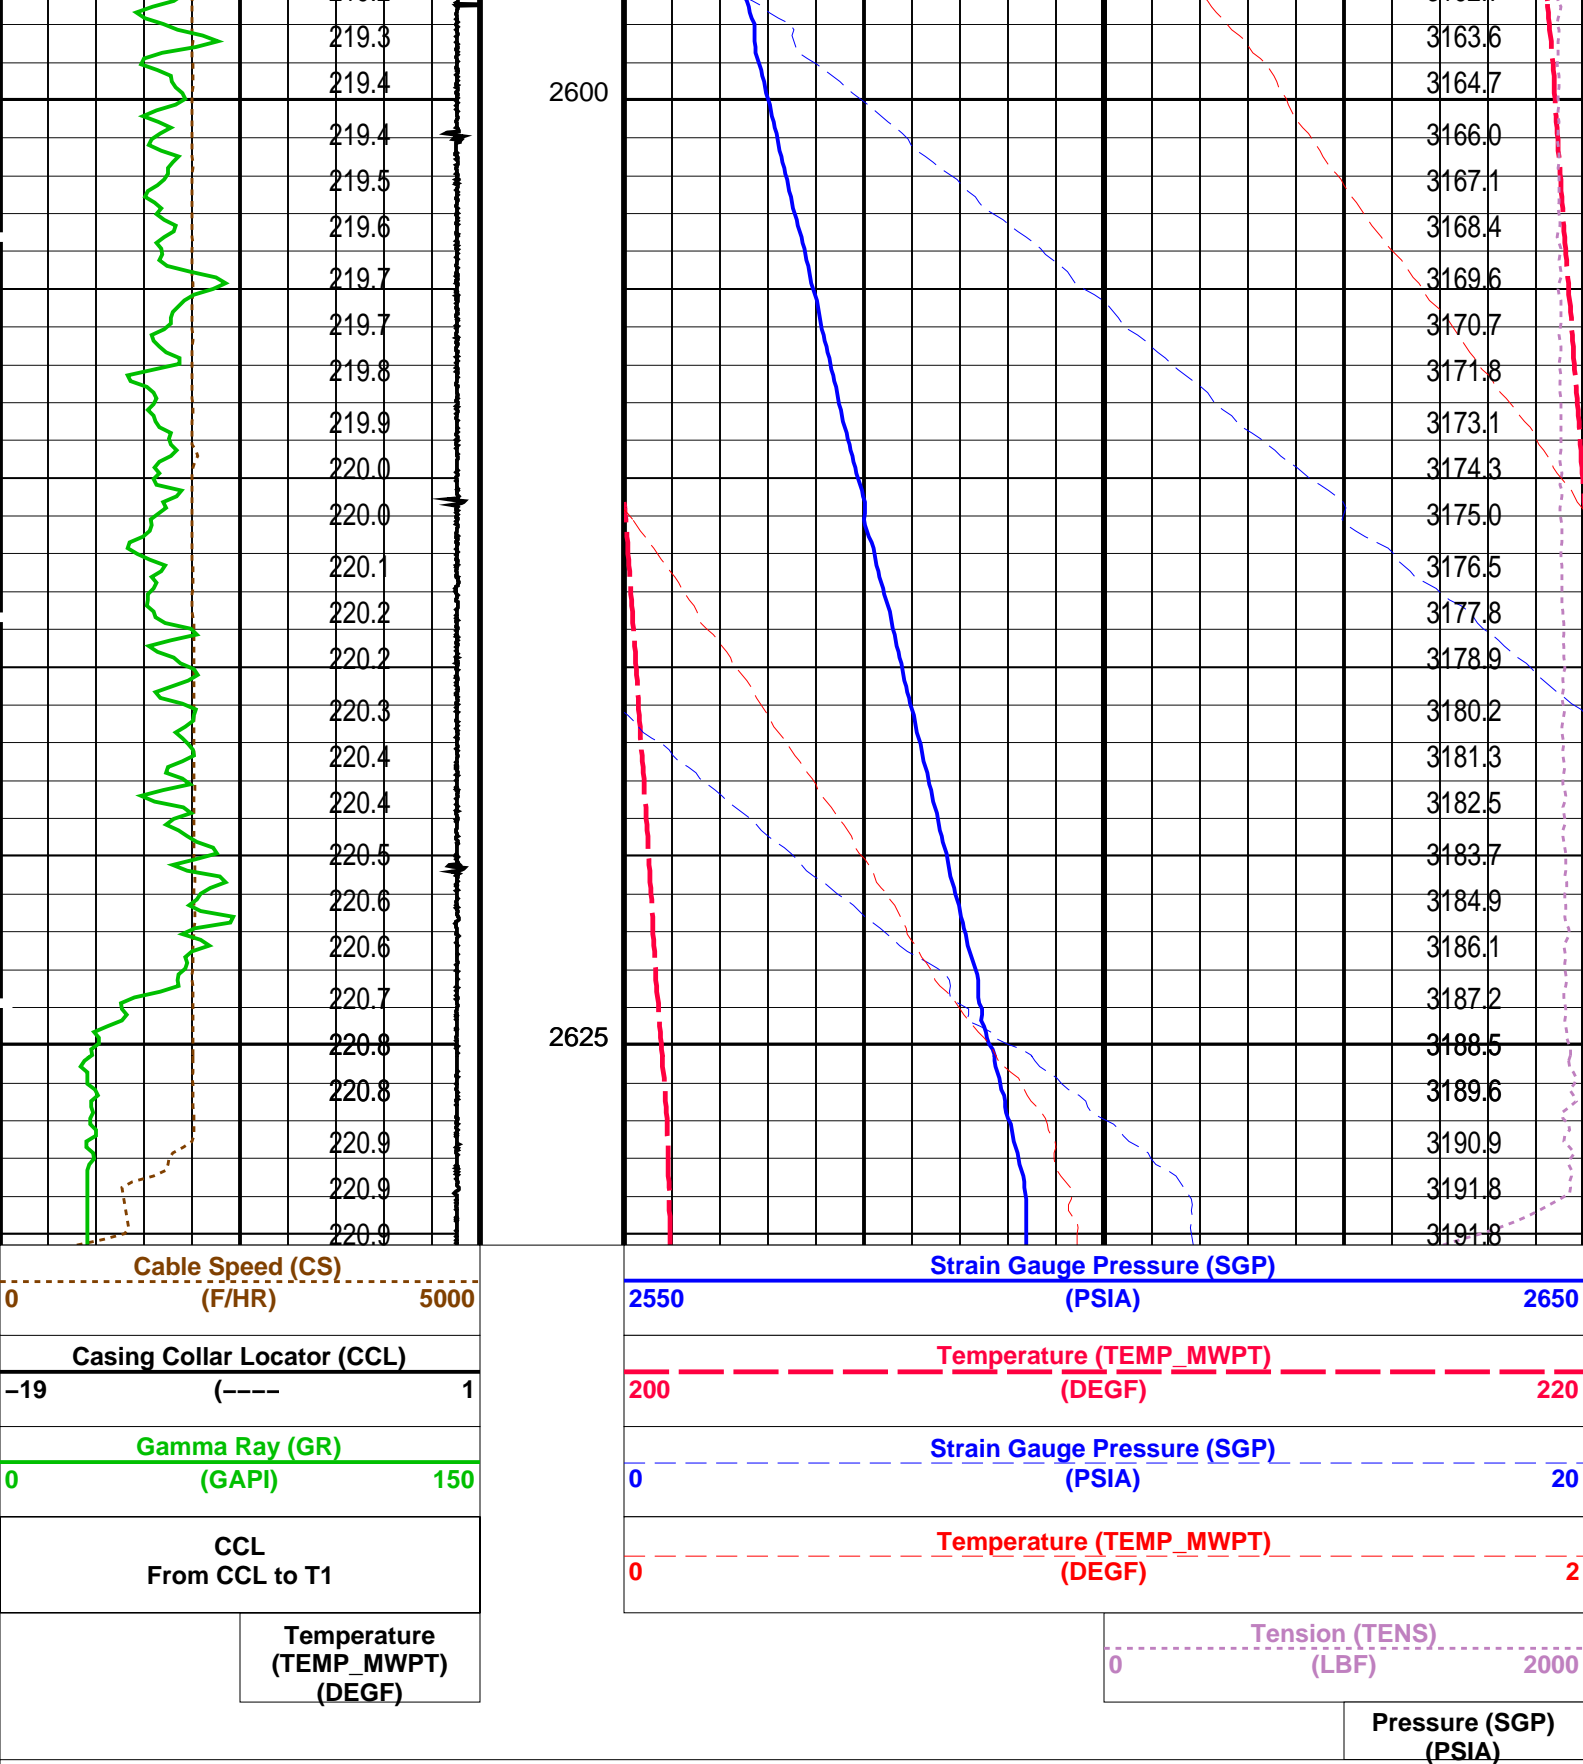 219.3 3163.6
219.4 3164.7
2600
219.4 3166.0
219.5 3167.1
219.6 3168.4
219.7 3169.6
219.7 3170.7
219.8 3171.8
219.9 3173.1
220.0 3174.3
220.0 3175.0
220.1 3176.5
220.2 3177.8
220.2 3178.9
220.3 3180.2
220.4 3181.3
220.4 3182.5
220.5 3183.7
220.6 3184.9
220.6 3186.1
220.7 3187.2
2625
220.8 3188.5
220.8 3189.6
220.9 3190.9
220.9 3191.8
220.9 3191.8
Cable Speed (CS)
0 (F/HR) 5000
Casing Collar Locator (CCL)
−19 (−−−− 1
Gamma Ray (GR)
0 (GAPI) 150
CCL
From CCL to T1
Temperature
(TEMP_MWPT)
(DEGF)
Strain Gauge Pressure (SGP)
2550 (PSIA) 2650
Temperature (TEMP_MWPT)
200 (DEGF) 220
Strain Gauge Pressure (SGP)
0 (PSIA) 20
Temperature (TEMP_MWPT)
0 (DEGF) 2
Tension (TENS)
0 (LBF) 2000
Pressure (SGP)
(PSIA)